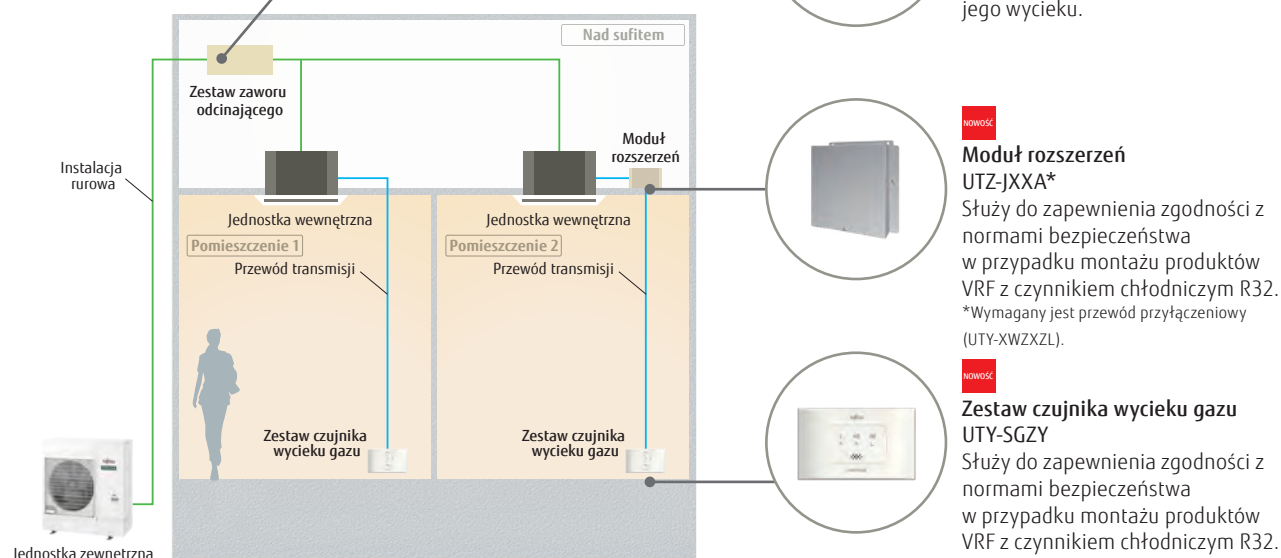 jego wycieku.
Nad sufitem
Zestaw zaworu
odcinającego
Moduł
rozszerzeń
Instalacja
rurowa
Jednostka wewnętrzna
Jednostka wewnętrzna
Pomieszczenie 1
Pomieszczenie 2
Przewód transmisji
Przewód transmisji
Zestaw czujnika
wycieku gazu
Zestaw czujnika
wycieku gazu
Jednostka zewnętrzna
NOWOŚĆ
Moduł rozszerzeń
UTZ-JXXA*
Służy do zapewnienia zgodności z
normami bezpieczeństwa
w przypadku montażu produktów
VRF z czynnikiem chłodniczym R32.
*Wymagany jest przewód przyłączeniowy
(UTY-XWZXZL).
NOWOŚĆ
Zestaw czujnika wycieku gazu
UTY-SGZY
Służy do zapewnienia zgodności z
normami bezpieczeństwa
w przypadku montażu produktów
VRF z czynnikiem chłodniczym R32.